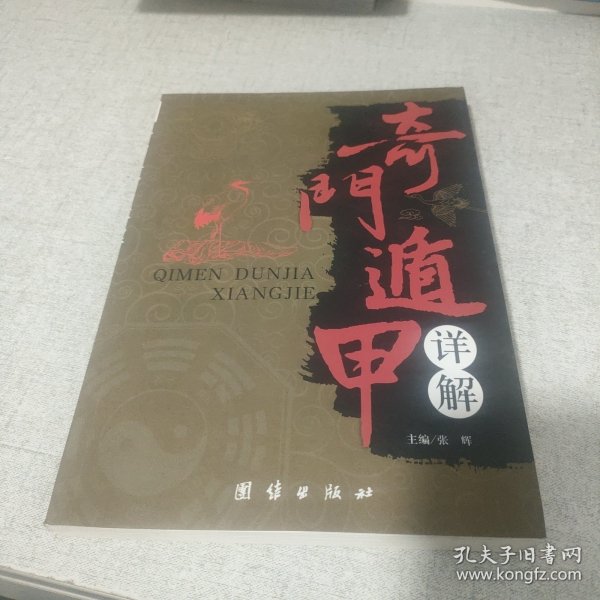 奇門遁甲
详解
QIMEN DUNJIA
XIANGJIE
主编/张 辉
團结出版社
孔夫子旧书网
www.kongfz.com